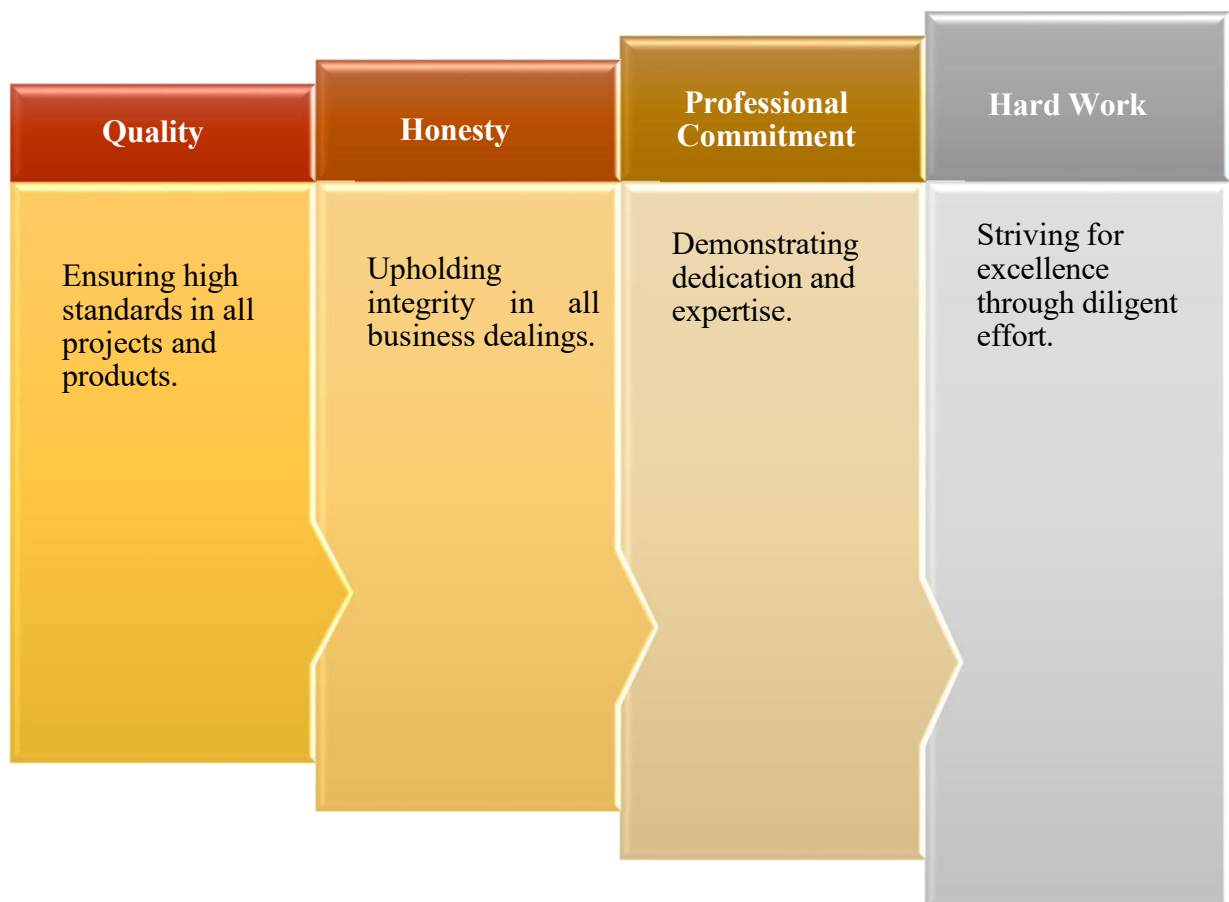 Quality
Ensuring high
standards in all
projects and
products.
Honesty
Upholding
integrity in all
business dealings.
Professional
Commitment
Demonstrating
dedication and
expertise.
Hard Work
Striving for
excellence
through diligent
effort.